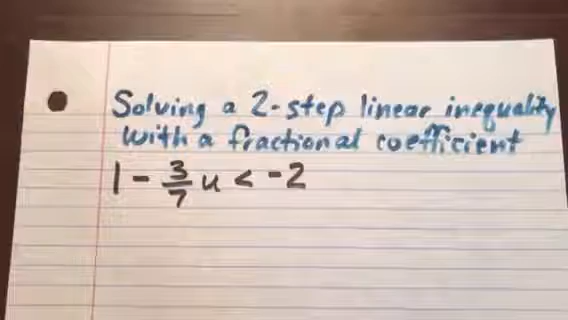 Solving a 2-step linear inequality
with a fractional coefficient
1 - 3/7 u < -2